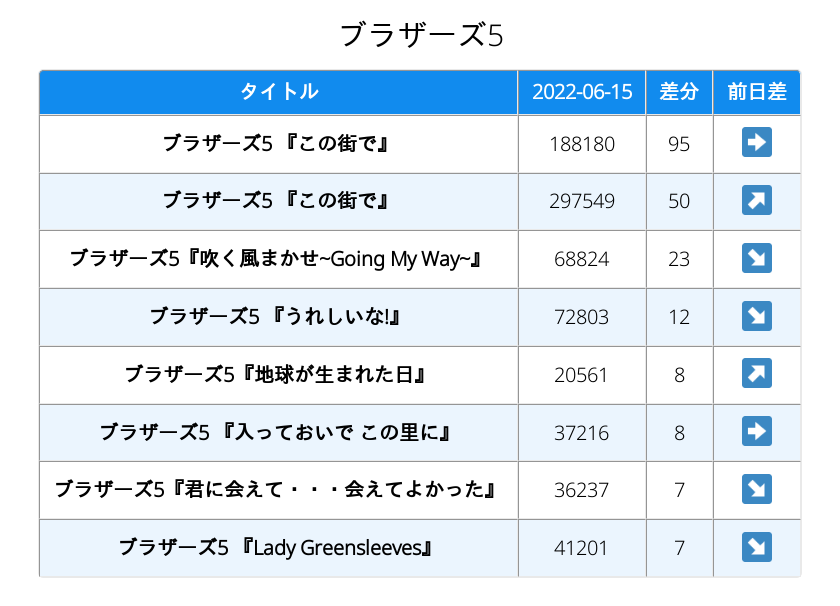 ブラザーズ5
タイトル 2022-06-15 差分 前日差
ブラザーズ5 『この街で』 188180 95 ➡
ブラザーズ5 『この街で』 297549 50 ↗
ブラザーズ5『吹く風まかせ~Going My Way~』 68824 23 ↘
ブラザーズ5 『うれしいな!』 72803 12 ↘
ブラザーズ5『地球が生まれた日』 20561 8 ↗
ブラザーズ5 『入っておいで この里に』 37216 8 ➡
ブラザーズ5『君に会えて・・・会えてよかった』 36237 7 ↘
ブラザーズ5 『Lady Greensleeves』 41201 7 ↘